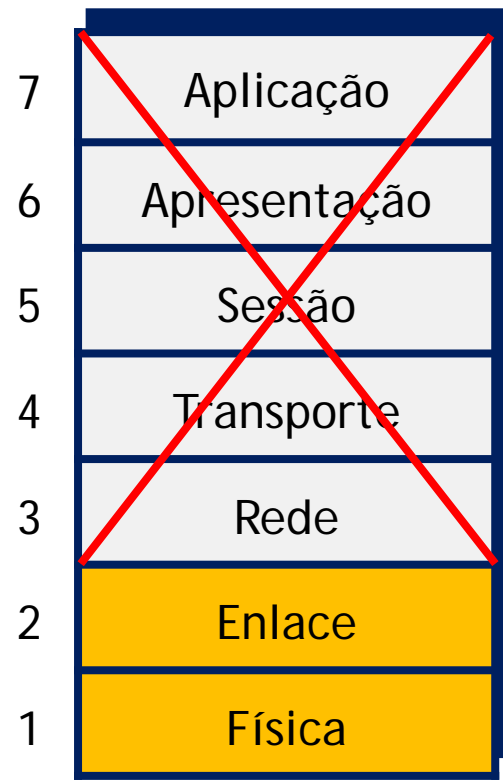 7 Aplicação
6 Apresentação
5 Sessão
4 Transporte
3 Rede
2 Enlace
1 Física